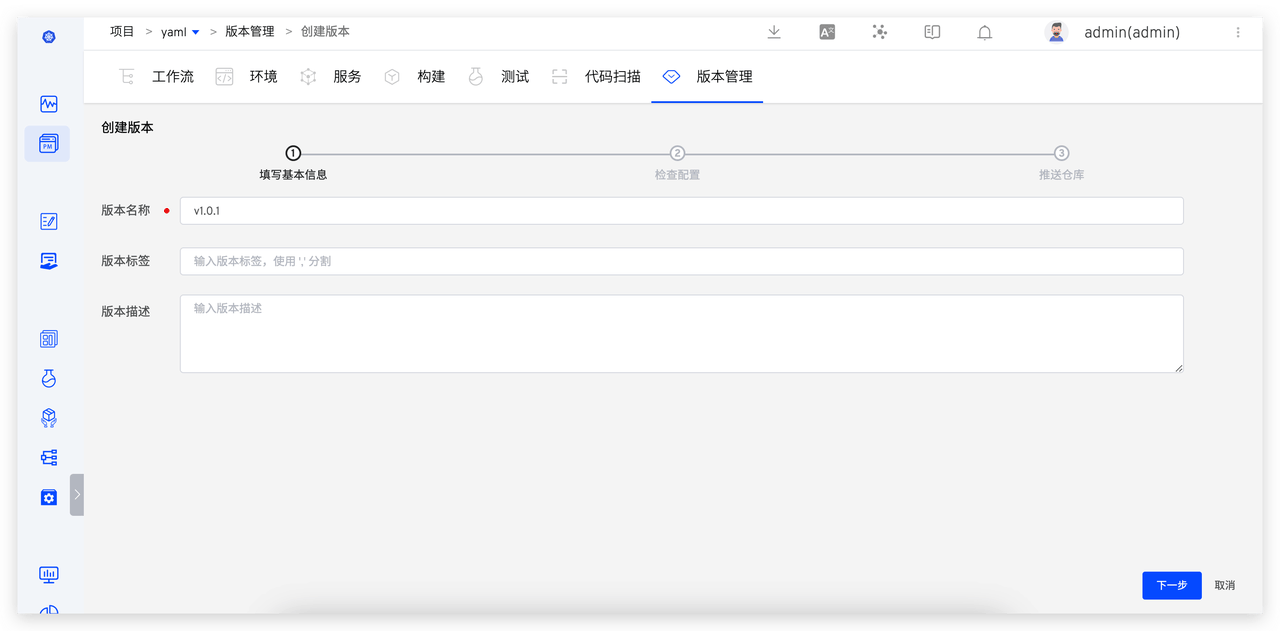 项目 > yaml > 版本管理 > 创建版本
admin(admin)
PM
工作流 环境 服务 构建 测试 代码扫描 版本管理
创建版本
1 2 3
填写基本信息 检查配置 推送仓库
版本名称 v1.0.1
版本标签 输入版本标签，使用 ',' 分割
版本描述 输入版本描述
下一步 取消